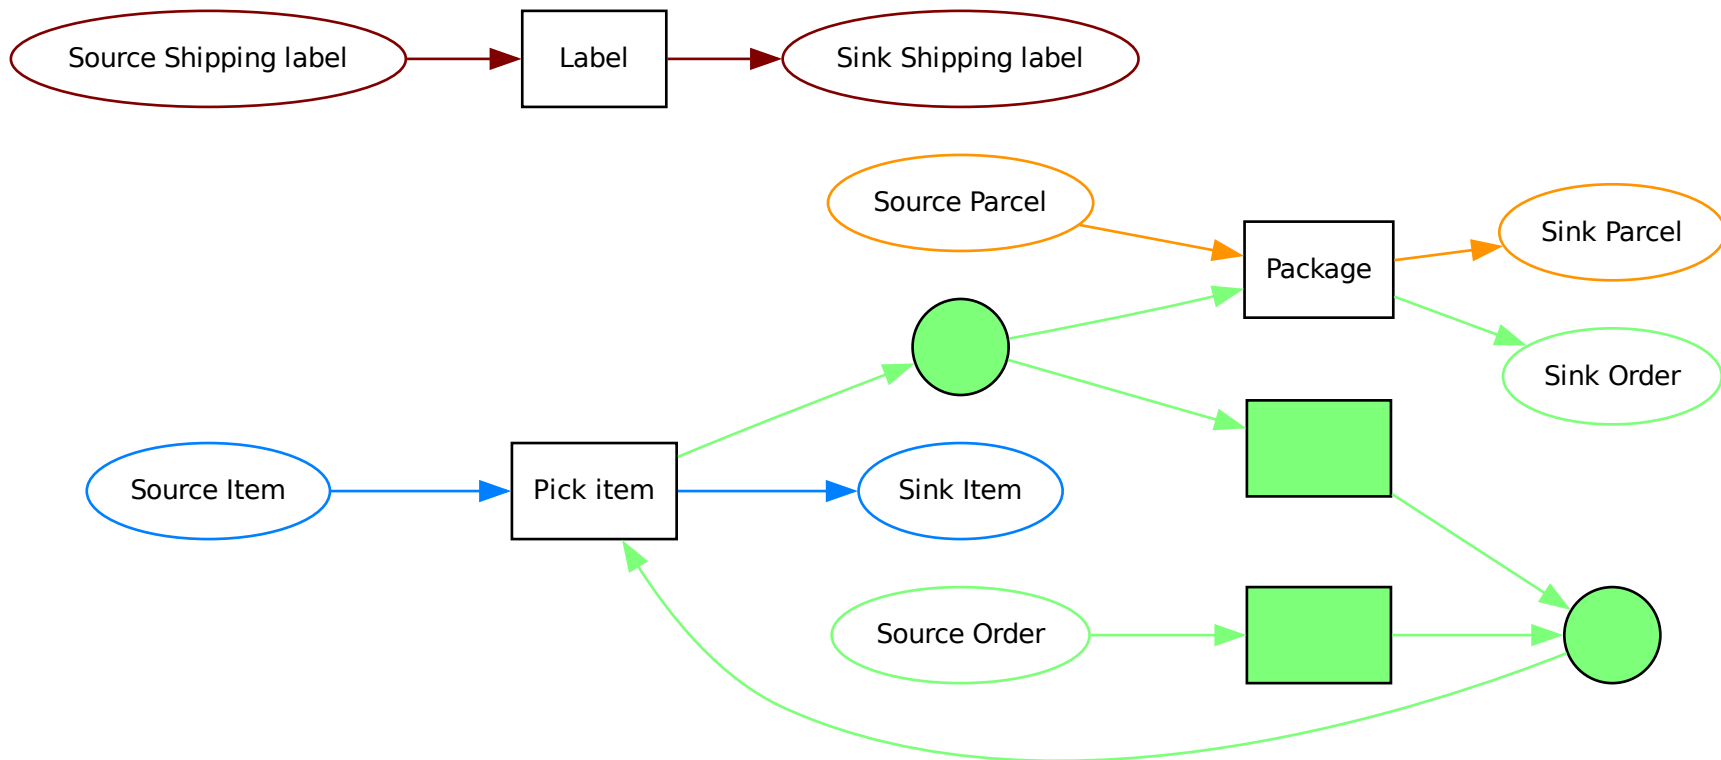 Source Shipping label
Label
Sink Shipping label
Source Parcel
Package
Sink Parcel
Sink Order
Source Item
Pick item
Sink Item
Source Order